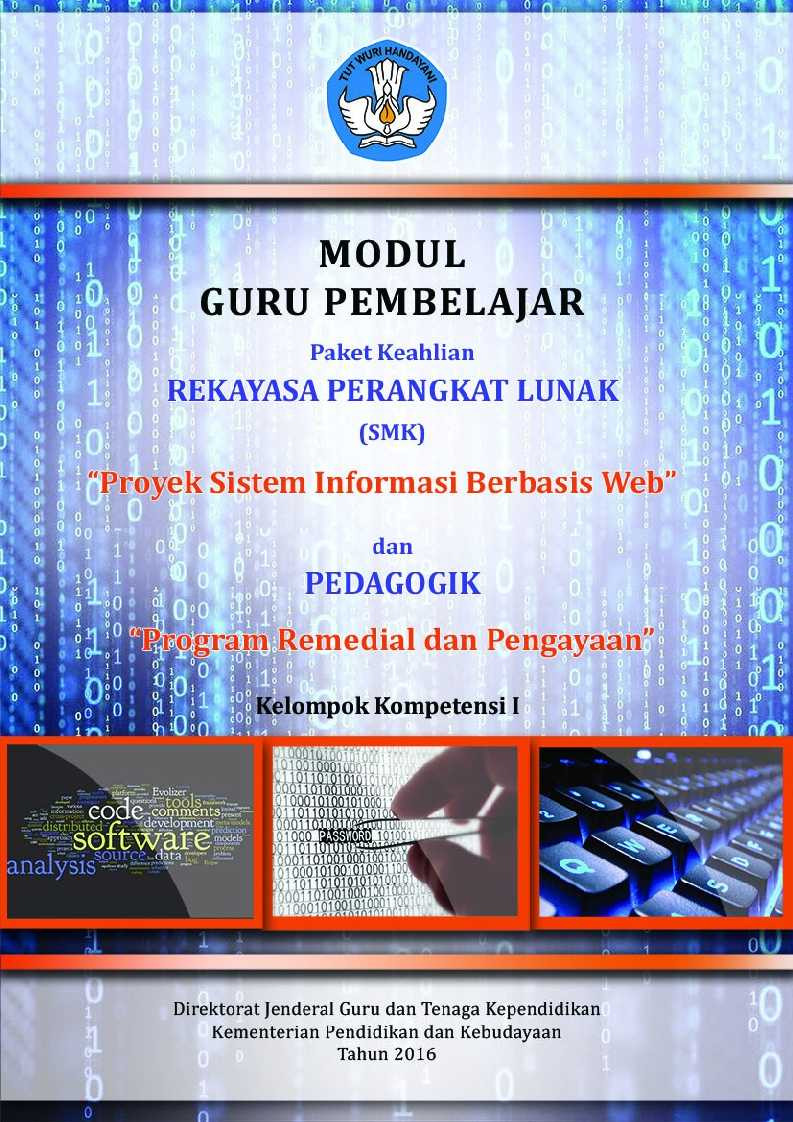 TUT WURI HANDAYANI
MODUL
GURU PEMBELAJAR
Paket Keahlian
REKAYASA PERANGKAT LUNAK
(SMK)
“Proyek Sistem Informasi Berbasis Web”
dan
PEDAGOGIK
“Program Remedial dan Pengayaan”
Kelompok Kompetensi I
Evolizer
code tools
comments
distributed development
software
prediction
models
analysis source data
PASSWORD
Q W E R
S D F
Direktorat Jenderal Guru dan Tenaga Kependidikan
Kementerian Pendidikan dan Kebudayaan
Tahun 2016